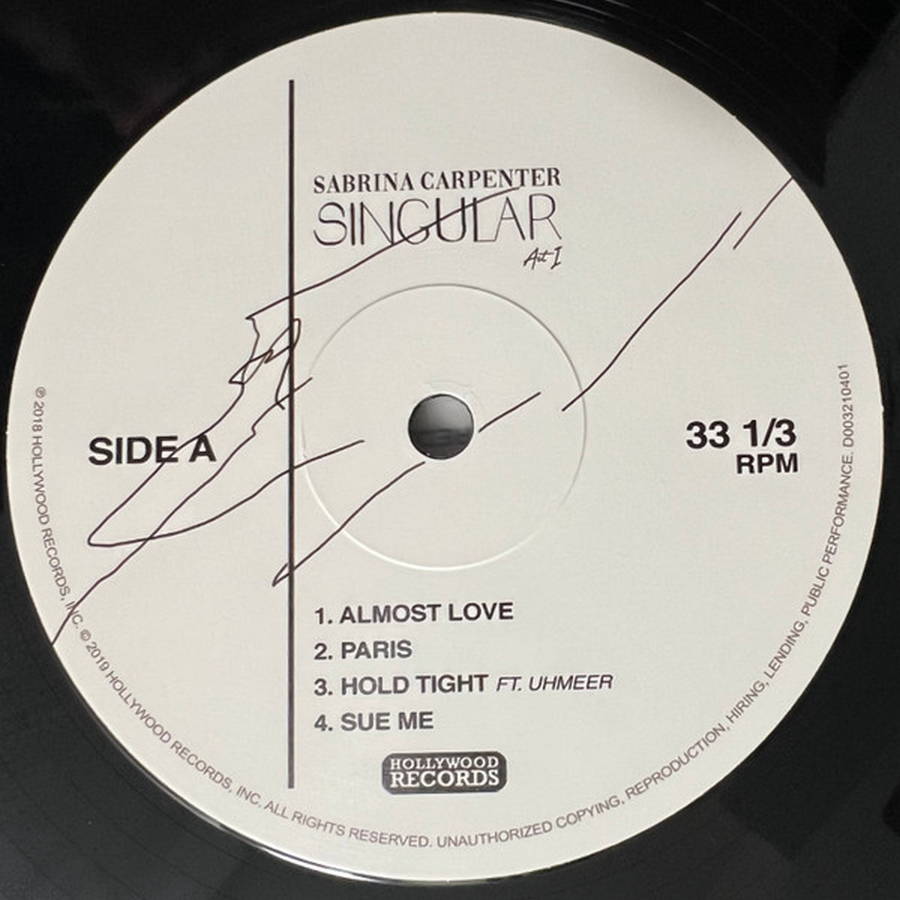 SABRINA CARPENTER
SINGULAR
Act I
SIDE A
33 1/3
RPM
1. ALMOST LOVE
2. PARIS
3. HOLD TIGHT FT. UHMEER
4. SUE ME
HOLLYWOOD
RECORDS
℗ 2018 HOLLYWOOD RECORDS, INC. © 2019 HOLLYWOOD RECORDS, INC. ALL RIGHTS RESERVED. UNAUTHORIZED COPYING, REPRODUCTION, HIRING, LENDING, PUBLIC PERFORMANCE. D003210401